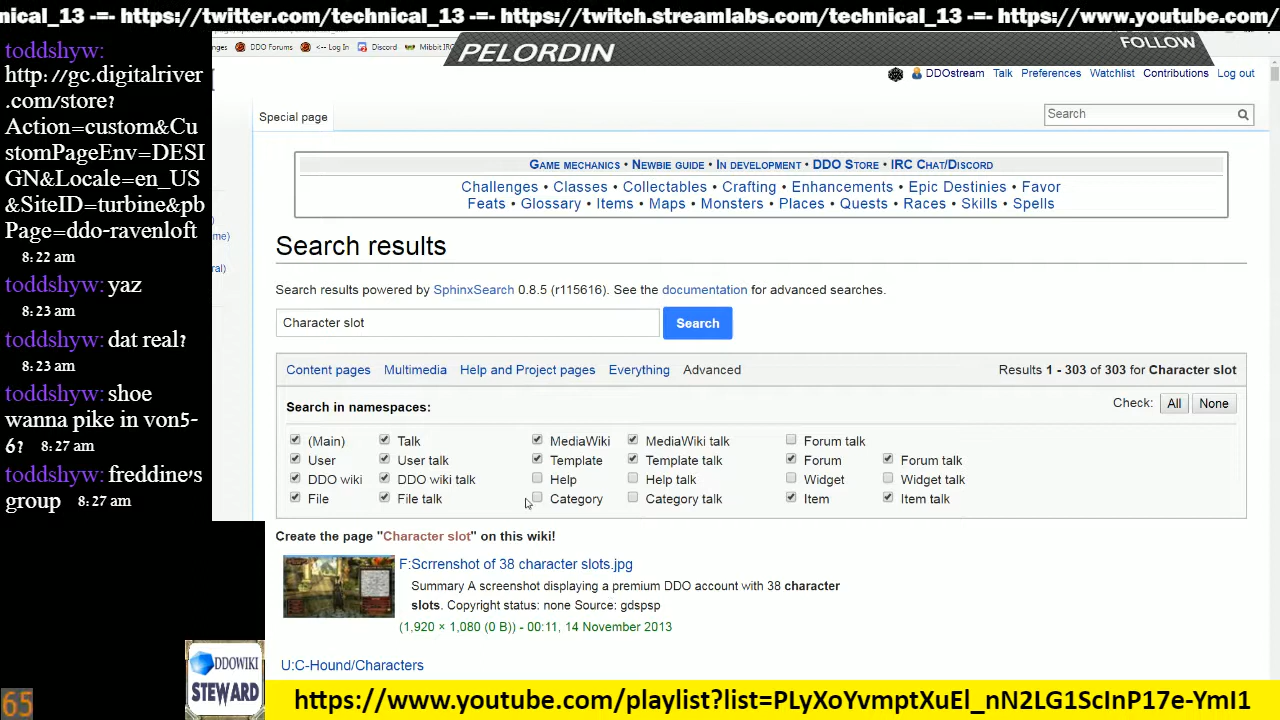 nical_13 -=- https://twitter.com/technical_13 -=- https://twitch.streamlabs.com/technical_13 -=- https://www.youtube.com/
toddshyw:
http://gc.digitalriver
.com/store?
Action=custom&Cu
stomPageEnv=DESI
GN&Locale=en_US
&SiteID=turbine&pb
Page=ddo-ravenloft
8:22 am
toddshyw: yaz
8:23 am
toddshyw: dat real?
8:23 am
toddshyw: shoe
wanna pike in von5-
6? 8:27 am
toddshyw: freddine's
group 8:27 am
nges DDO Forums <-- Log In Discord Mibbit IRC
PELORDIN
FOLLOW
DDOstream Talk Preferences Watchlist Contributions Log out
Special page
Search
Game mechanics • Newbie guide • In development • DDO Store • IRC Chat/Discord
Challenges • Classes • Collectables • Crafting • Enhancements • Epic Destinies • Favor
Feats • Glossary • Items • Maps • Monsters • Places • Quests • Races • Skills • Spells
me)
ral)
Search results
Search results powered by SphinxSearch 0.8.5 (r115616). See the documentation for advanced searches.
Character slot
Search
Content pages Multimedia Help and Project pages Everything Advanced Results 1 - 303 of 303 for Character slot
Search in namespaces: Check: All None
(Main) Talk MediaWiki MediaWiki talk Forum talk
User User talk Template Template talk Forum Forum talk
DDO wiki DDO wiki talk Help Help talk Widget Widget talk
File File talk Category Category talk Item Item talk
Create the page "Character slot" on this wiki!
F:Scrrenshot of 38 character slots.jpg
Summary A screenshot displaying a premium DDO account with 38 character
slots. Copyright status: none Source: gdspsp
(1,920 × 1,080 (0 B)) - 00:11, 14 November 2013
U:C-Hound/Characters
DDOWIKI
STEWARD
65
https://www.youtube.com/playlist?list=PLyXoYvmptXuEl_nN2LG1ScInP17e-YmI1